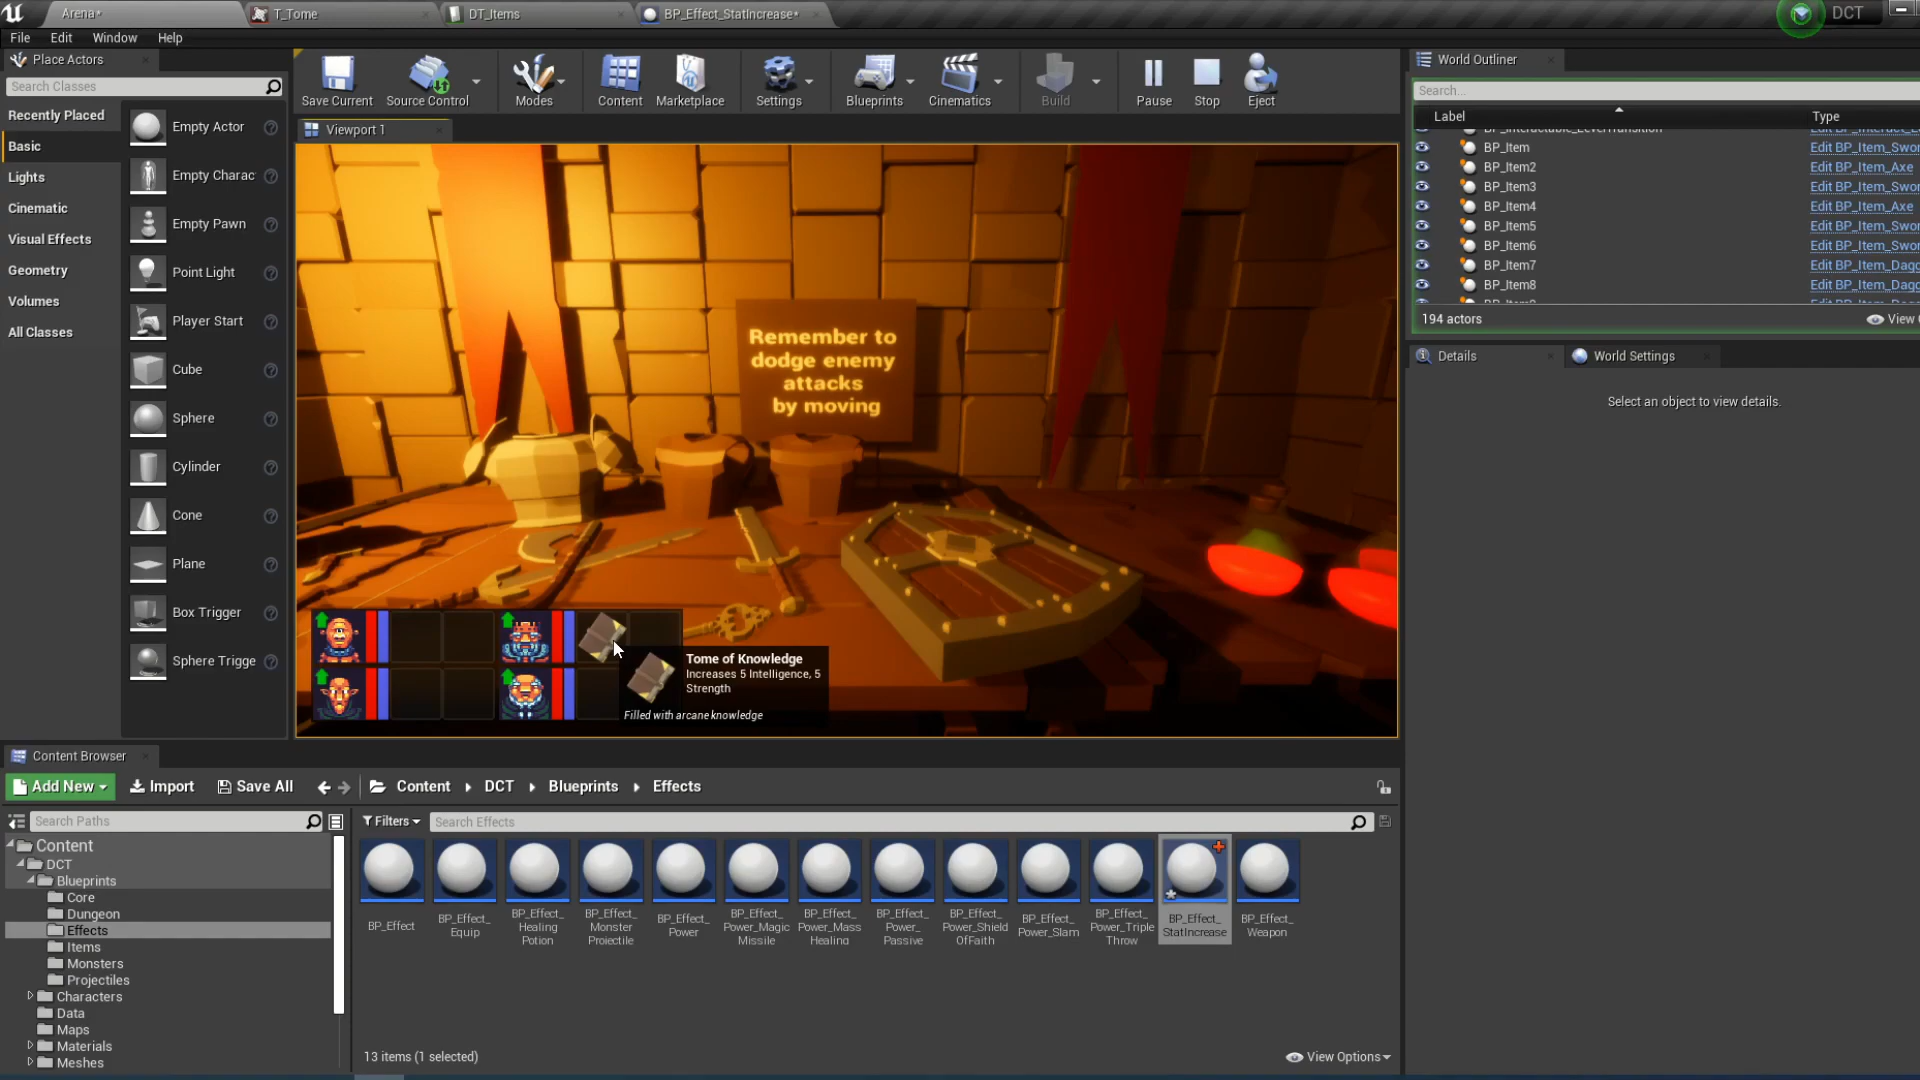 Arena*
T_Tome
DT_Items
BP_Effect_StatIncrease*
DCT
File
Edit
Window
Help
Place Actors
Search Classes
Recently Placed
Basic
Lights
Cinematic
Visual Effects
Geometry
Volumes
All Classes
Empty Actor
Empty Charac
Empty Pawn
Point Light
Player Start
Cube
Sphere
Cylinder
Cone
Plane
Box Trigger
Sphere Trigge
Save Current
Source Control
Modes
Content
Marketplace
Settings
Blueprints
Cinematics
Build
Pause
Stop
Eject
Viewport 1
Remember to
dodge enemy
attacks
by moving
Tome of Knowledge
Increases 5 Intelligence, 5
Strength
Filled with arcane knowledge
World Outliner
Search...
Label
Type
BP_Item
Edit BP_Item_Swor
BP_Item2
Edit BP_Item_Axe
BP_Item3
Edit BP_Item_Swor
BP_Item4
Edit BP_Item_Axe
BP_Item5
Edit BP_Item_Swor
BP_Item6
Edit BP_Item_Swor
BP_Item7
Edit BP_Item_Dagg
BP_Item8
Edit BP_Item_Dagg
194 actors
View
Details
World Settings
Select an object to view details.
Content Browser
Add New
Import
Save All
Content
DCT
Blueprints
Effects
Search Paths
Filters
Search Effects
Content
DCT
Blueprints
Core
Dungeon
Effects
Items
Monsters
Projectiles
Characters
Data
Maps
Materials
Meshes
BP_Effect
BP_Effect_
Equip
BP_Effect_
Healing
Potion
BP_Effect_
Monster
Projectile
BP_Effect_
Power
BP_Effect_
Power_Magic
Missile
BP_Effect_
Power_Mass
Healing
BP_Effect_
Power_
Passive
BP_Effect_
Power_Shield
OfFaith
BP_Effect_
Power_Slam
BP_Effect_
Power_Triple
Throw
BP_Effect_
StatIncrease
BP_Effect_
Weapon
13 items (1 selected)
View Options